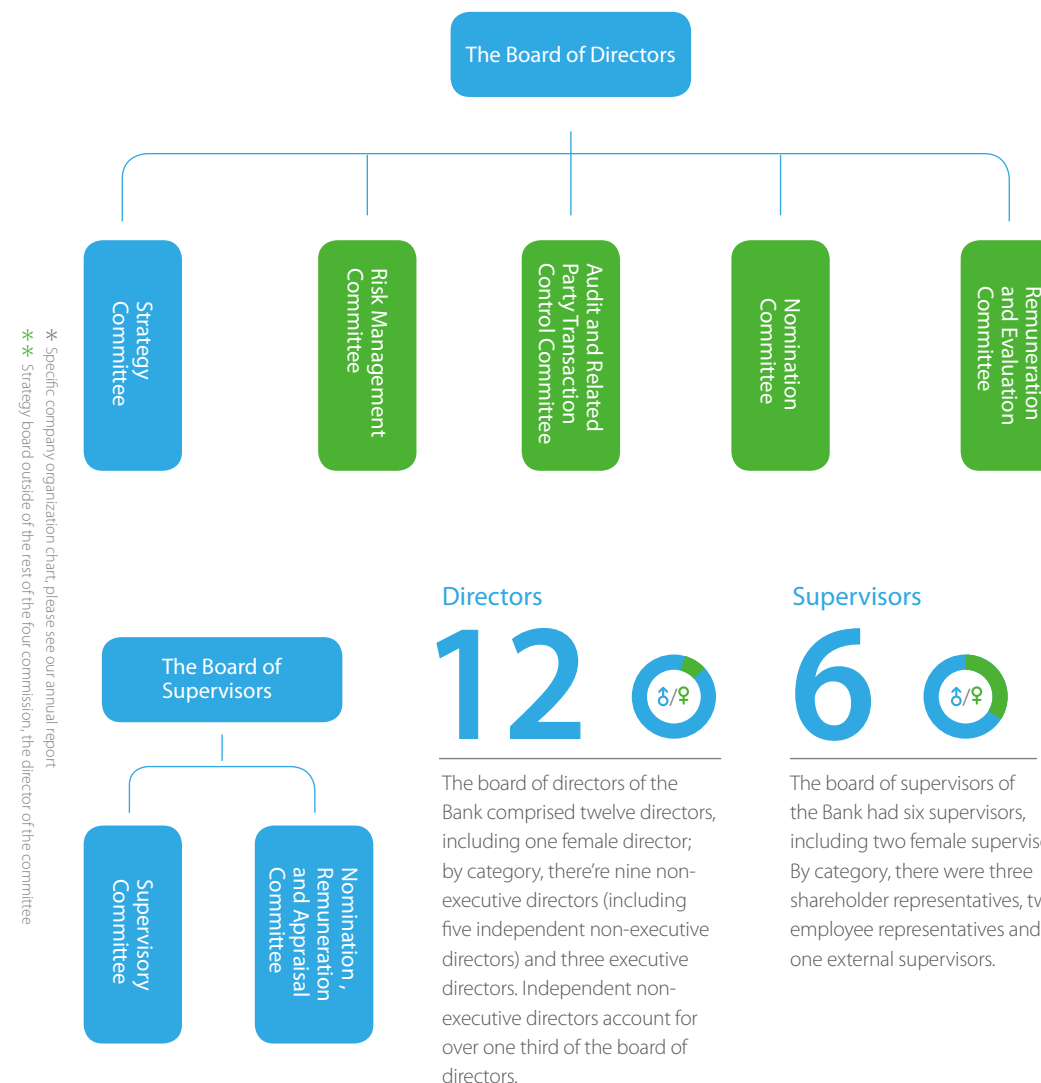 The Board of Directors
Strategy
Committee
Risk Management
Committee
Audit and Related
Party Transaction
Control Committee
Nomination
Committee
Remuneration
and Evaluation
Committee
* Specific company organization chart, please see our annual report
** Strategy board outside of the rest of the four commission, the director of the committee
The Board of
Supervisors
Supervisory
Committee
Nomination ,
Remuneration
and Appraisal
Committee
Directors
12
♂/♀
The board of directors of the
Bank comprised twelve directors,
including one female director;
by category, there're nine non-
executive directors (including
five independent non-executive
directors) and three executive
directors. Independent non-
executive directors account for
over one third of the board of
directors.
Supervisors
6
♂/♀
The board of supervisors of
the Bank had six supervisors,
including two female
By category, there were three
shareholder representatives,
employee representatives and
one external supervisors.